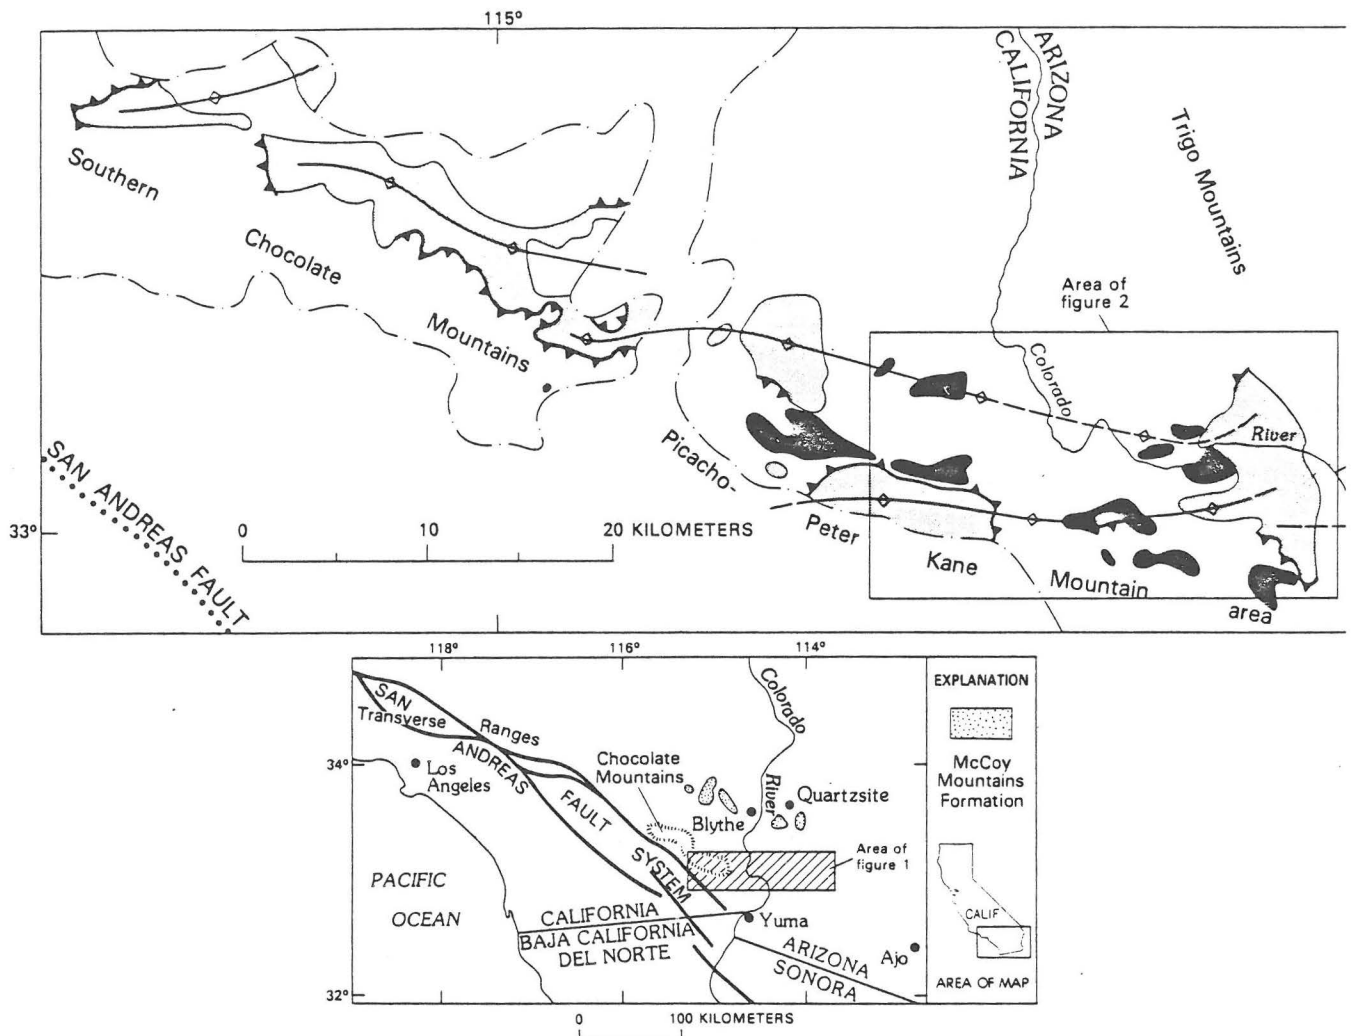 115°
ARIZONA
CALIFORNIA
Trigo Mountains
Southern
Chocolate
Mountains
Area of
figure 2
Colorado
River
Picacho-
Peter
Kane
Mountain
area
SAN ANDREAS FAULT
33°
0 10 20 KILOMETERS
118° 116° 114°
SAN
Transverse
Ranges
ANDREAS
FAULT
SYSTEM
34°
Los
Angeles
Chocolate
Mountains
Colorado
River
Quartzsite
Blythe
Area of
figure 1
PACIFIC
OCEAN
CALIFORNIA
BAJA CALIFORNIA
DEL NORTE
Yuma
ARIZONA
SONORA
Ajo
32°
0 100 KILOMETERS
EXPLANATION
McCoy
Mountains
Formation
CALIF
AREA OF MAP